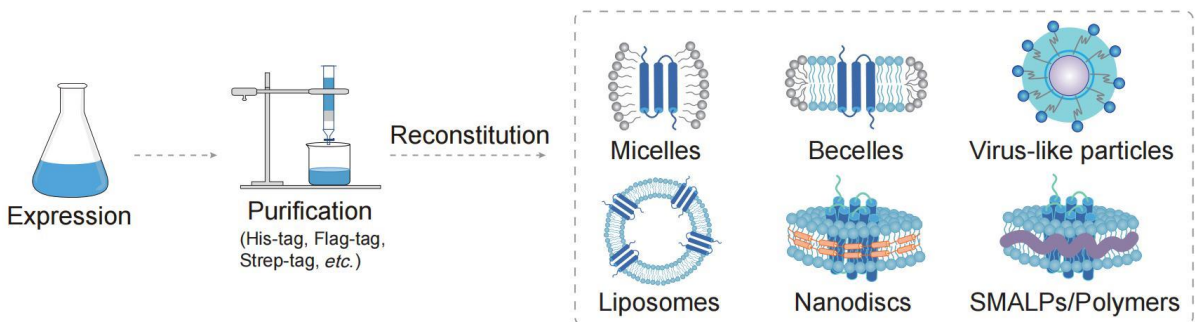 Expression
Purification
(His-tag, Flag-tag,
Strep-tag, etc.)
Reconstitution
Micelles
Becelles
Virus-like particles
Liposomes
Nanodiscs
SMALPs/Polymers